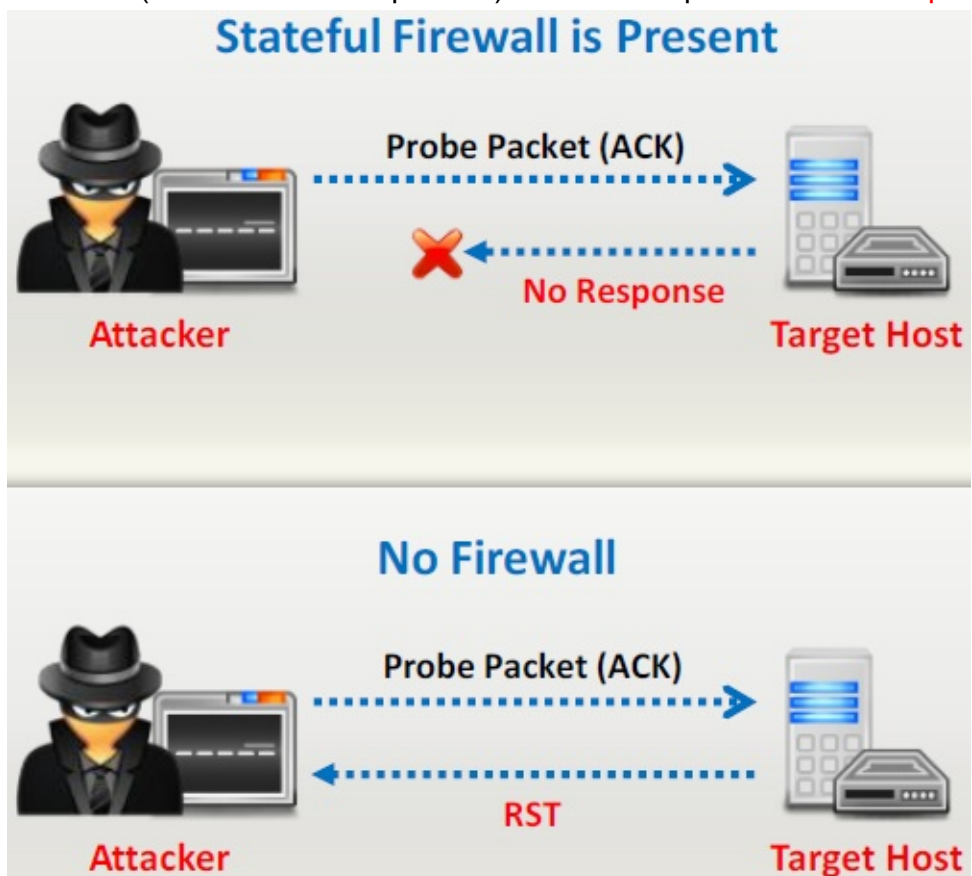 Stateful Firewall is Present
Probe Packet (ACK)
No Response
Attacker
Target Host
No Firewall
Probe Packet (ACK)
RST
Attacker
Target Host